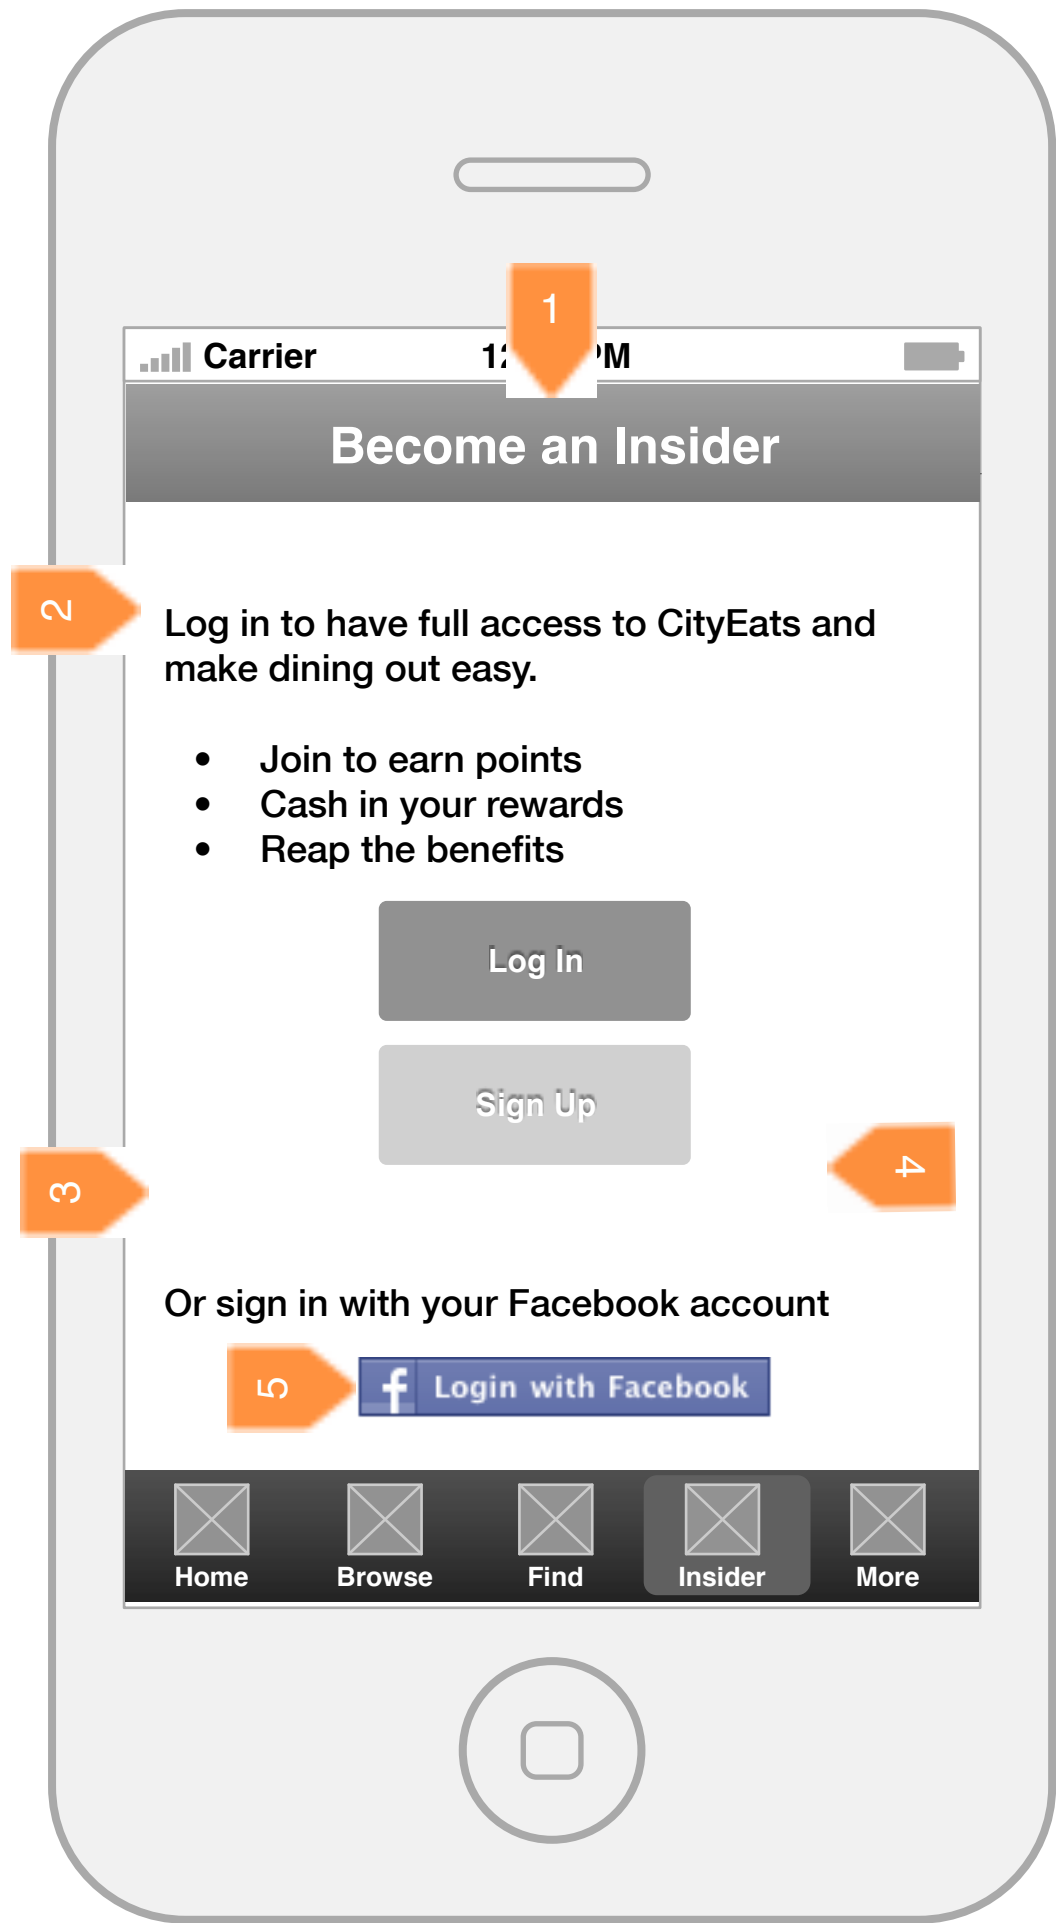 1
Carrier
PM
Become an Insider
2
Log in to have full access to CityEats and
make dining out easy.
• Join to earn points
• Cash in your rewards
• Reap the benefits
Log In
Sign Up
3
4
Or sign in with your Facebook account
5
f Login with Facebook
Home Browse Find Insider More